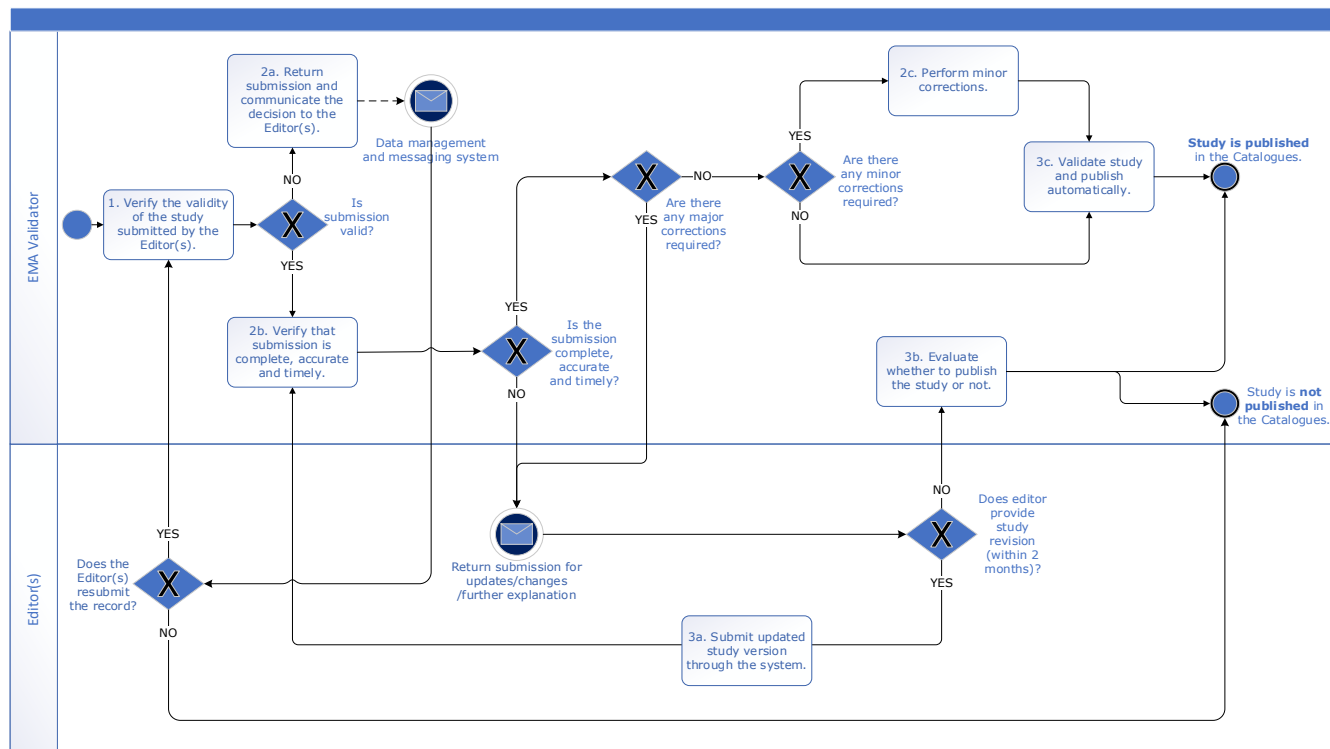 EMA Validator
2a. Return
submission and
communicate the
decision to the
Editor(s).
Data management
and messaging system
2c. Perform minor
corrections.
YES
NO
Are there
any minor
corrections
required?
NO
Are there
any major
corrections
required?
YES
3c. Validate study
and publish
automatically.
Study is published
in the Catalogues.
NO
1. Verify the validity
of the study
submitted by the
Editor(s).
Is
submission
valid?
YES
2b. Verify that
submission is
complete, accurate
and timely.
YES
Is the
submission
complete,
accurate
and timely?
NO
3b. Evaluate
whether to publish
the study or not.
Study is not
published in
the Catalogues.
Editor(s)
YES
Does the
Editor(s)
resubmit
the record?
NO
Return submission for
updates/changes
/further explanation
NO
Does editor
provide
study
revision
(within 2
months)?
YES
3a. Submit updated
study version
through the system.